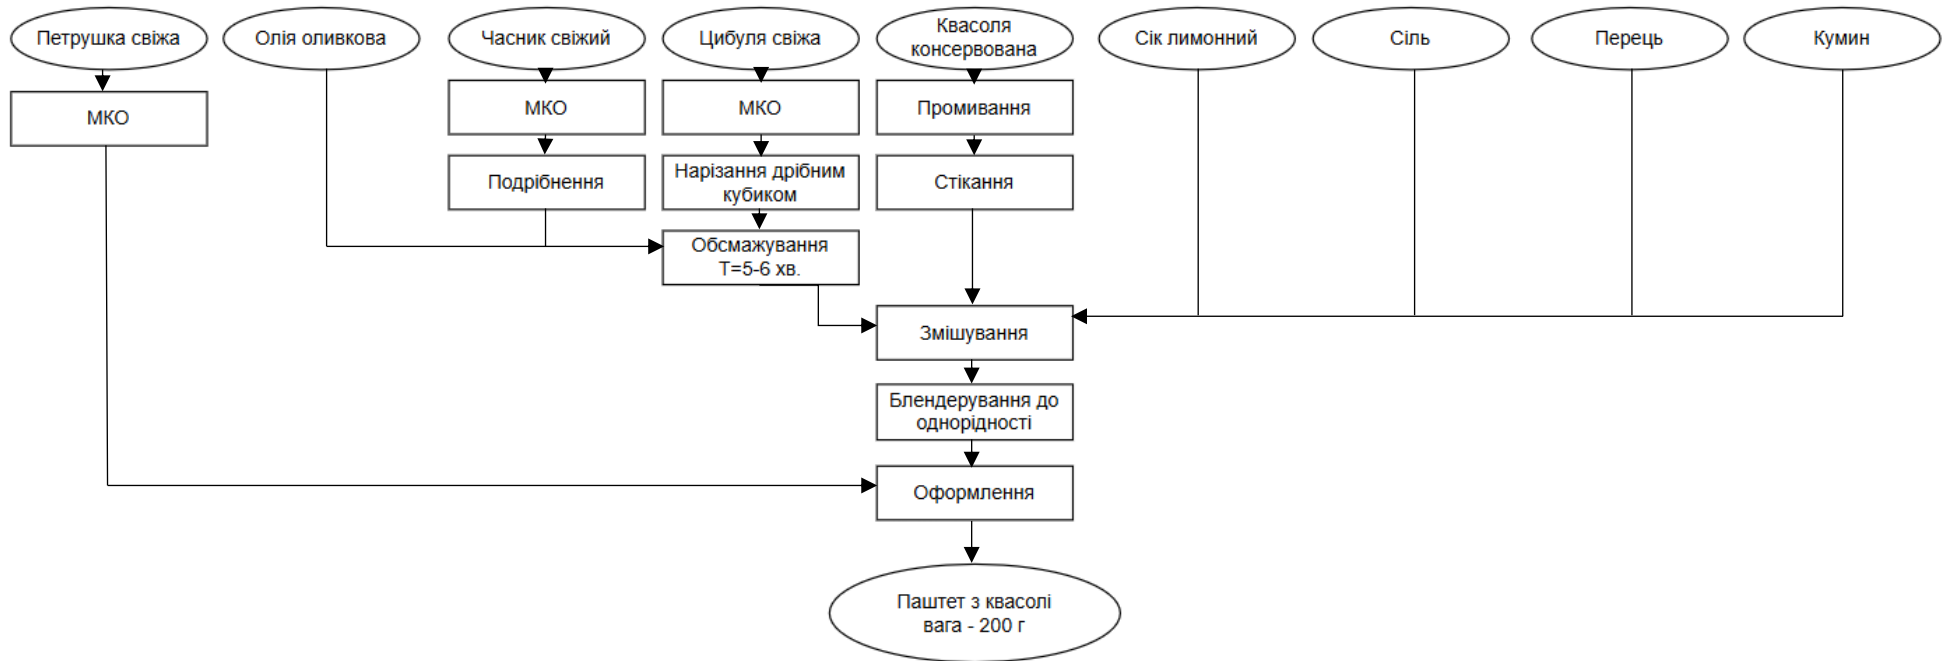 Петрушка свіжа
Олія оливкова
Часник свіжий
Цибуля свіжа
Квасоля
консервована
Сік лимонний
Сіль
Перець
Кумин
МКО
МКО
МКО
Промивання
Подрібнення
Нарізання дрібним
кубиком
Стікання
Обсмажування
Т=5-6 хв.
Змішування
Блендерування до
однорідності
Оформлення
Паштет з квасолі
вага - 200 г